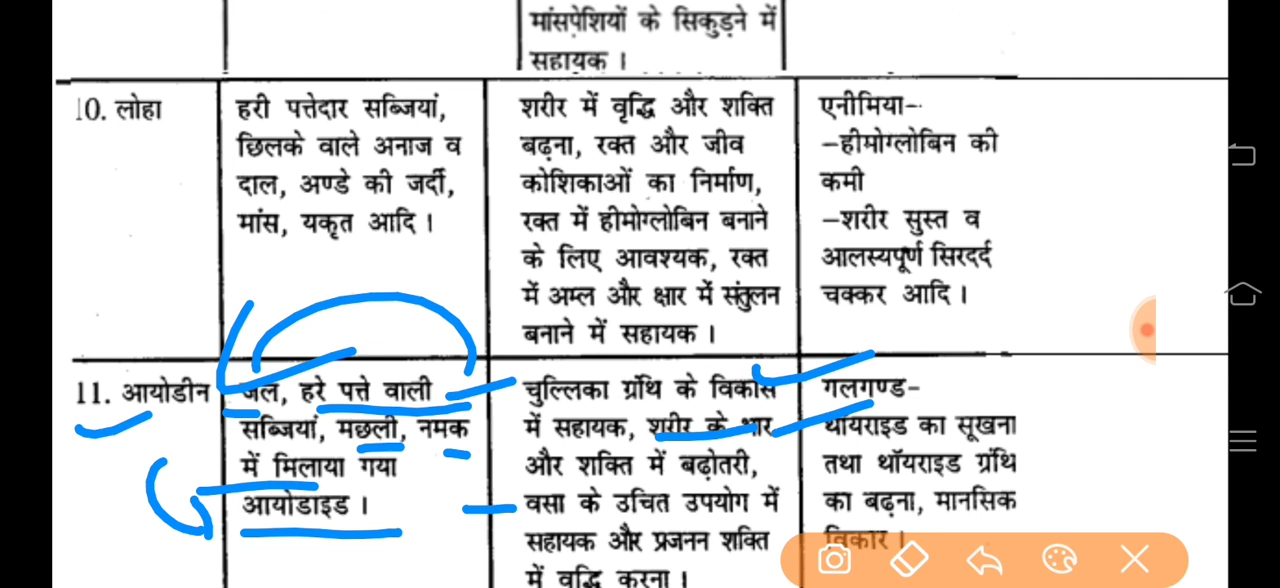 मांसपेशियों के सिकुड़ने में
सहायक ।
10. लोहा
हरी पत्तेदार सब्जियां,
छिलके वाले अनाज व
दाल, अण्डे की जर्दी,
मांस, यकृत आदि ।
शरीर में वृद्धि और शक्ति
बढ़ना, रक्त और जीव
कोशिकाओं का निर्माण,
रक्त में हीमोग्लोबिन बनाने
के लिए आवश्यक, रक्त
में अम्ल और क्षार में संतुलन
बनाने में सहायक ।
एनीमिया-
-हीमोग्लोबिन की
कमी
-शरीर सुस्त व
आलस्यपूर्ण सिरदर्द
चक्कर आदि ।
11. आयोडीन
जल, हरे पत्ते वाली
सब्जियां, मछली, नमक
में मिलाया गया
आयोडाइड ।
चुल्लिका ग्रंथि के विकास
में सहायक, शरीर के भार
और शक्ति में बढ़ोतरी,
वसा के उचित उपयोग में
सहायक और प्रजनन शक्ति
में वृद्धि करना ।
गलगण्ड-
थॉयराइड का सूखना
तथा थॉयराइड ग्रंथि
का बढ़ना, मानसिक
विकार ।